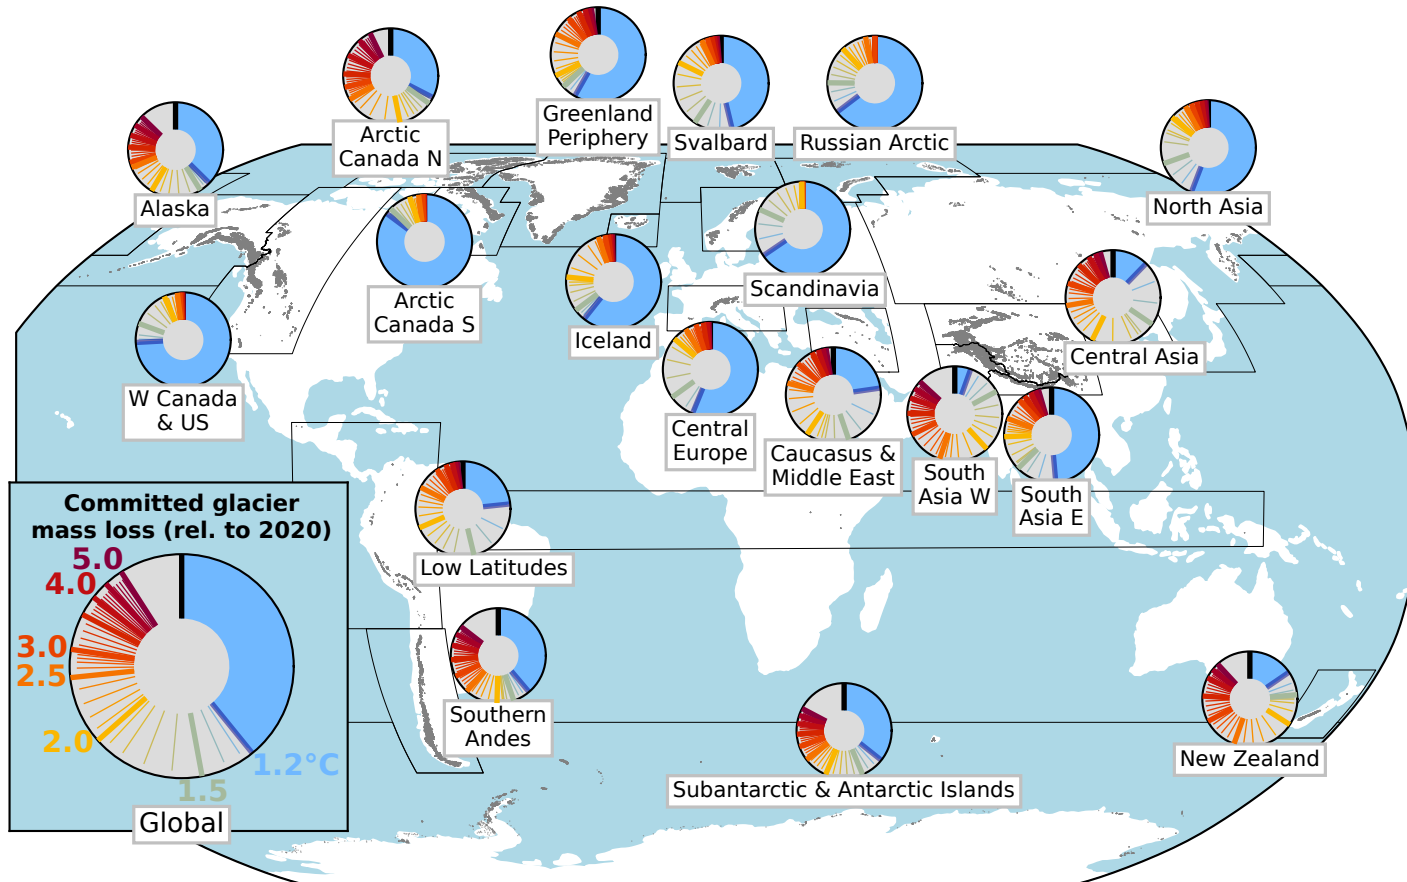 Arctic
Canada N
Greenland
Periphery
Svalbard
Russian Arctic
Alaska
North Asia
Arctic
Canada S
Iceland
Scandinavia
Central Asia
W Canada
& US
Central
Europe
Caucasus &
Middle East
South
Asia W
South
Asia E
Low Latitudes
Southern
Andes
Subantarctic & Antarctic Islands
New Zealand
Committed glacier
mass loss (rel. to 2020)
5.0
4.0
3.0
2.5
2.0
1.5
1.2°C
Global